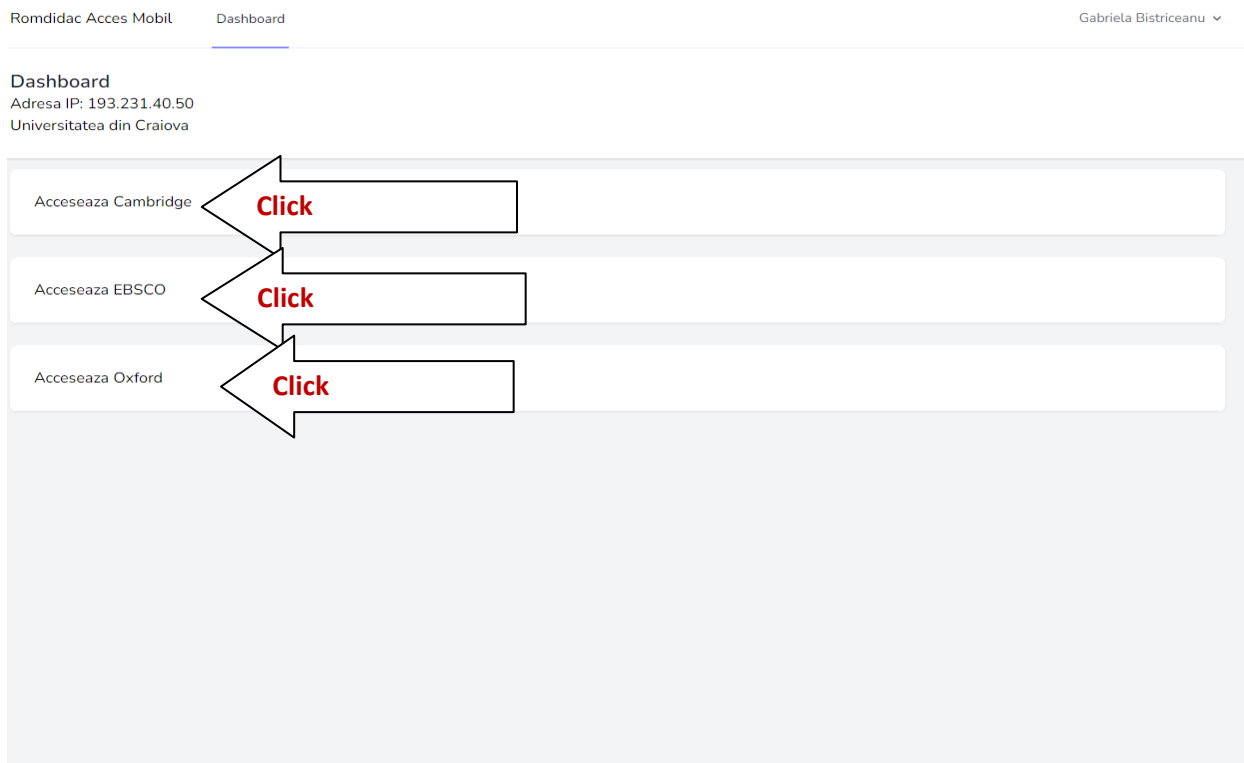 Romdidac Acces Mobil Dashboard Gabriela Bistriceanu
Dashboard
Adresa IP: 193.231.40.50
Universitatea din Craiova
Acceseaza Cambridge Click
Acceseaza EBSCO Click
Acceseaza Oxford Click